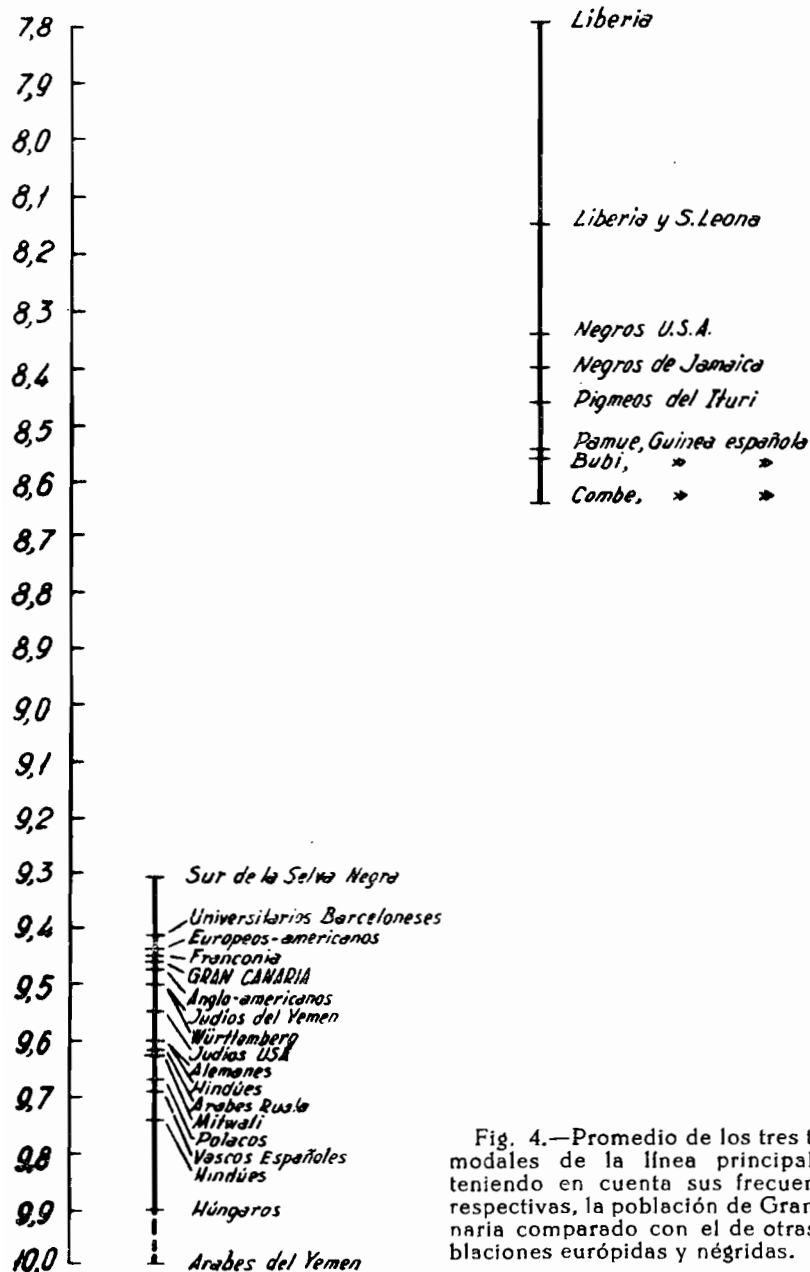 7,8
7,9
8,0
8,1
8,2
8,3
8,4
8,5
8,6
8,7
8,8
8,9
9,0
9,1
9,2
9,3
9,4
9,5
9,6
9,7
9,8
9,9
10,0
Liberia
Liberia y S.Leona
Negros U.S.A.
Negros de Jamaica
Pigmeos del Ituri
Pamue, Guinea española
Bubi, » »
Combe, » »
Sur de la Selva Negra
Universitarios Barceloneses
Europeos-americanos
Franconia
GRAN CANARIA
Anglo-americanos
Judíos del Yemen
Württemberg
Judíos USA
Alemanes
Hindúes
Arabes Ruala
Mitwali
Polacos
Vascos Españoles
Hindúes
Húngaros
Arabes del Yemen
Fig. 4.—Promedio de los tres t
modales de la línea principal
teniendo en cuenta sus frecuen
respectivas, la población de Gran
naria comparado con el de otras
blaciones európidas y négridas.